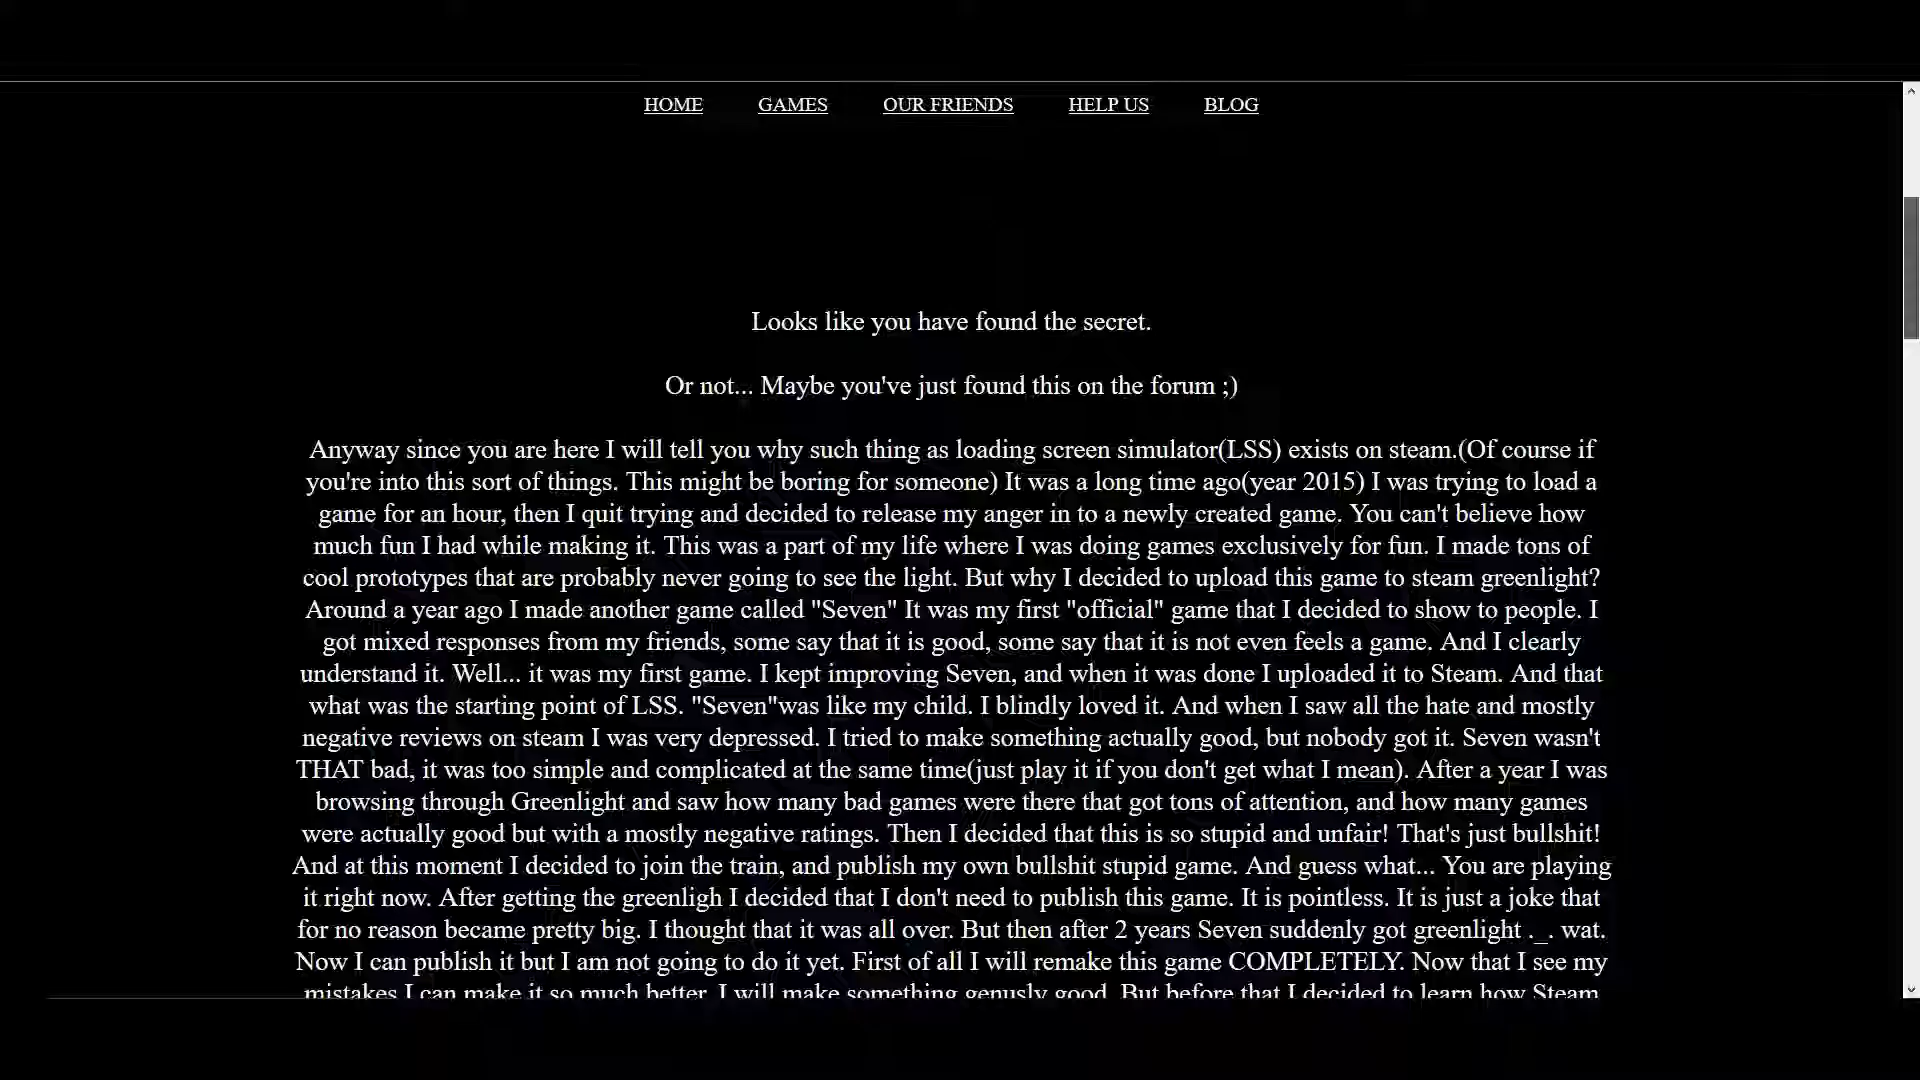 HOME GAMES OUR FRIENDS HELP US BLOG
Looks like you have found the secret.
Or not... Maybe you've just found this on the forum ;)
Anyway since you are here I will tell you why such thing as loading screen simulator(LSS) exists on steam.(Of course if
you're into this sort of things. This might be boring for someone) It was a long time ago(year 2015) I was trying to load a
game for an hour, then I quit trying and decided to release my anger in to a newly created game. You can't believe how
much fun I had while making it. This was a part of my life where I was doing games exclusively for fun. I made tons of
cool prototypes that are probably never going to see the light. But why I decided to upload this game to steam greenlight?
Around a year ago I made another game called "Seven" It was my first "official" game that I decided to show to people. I
got mixed responses from my friends, some say that it is good, some say that it is not even feels a game. And I clearly
understand it. Well... it was my first game. I kept improving Seven, and when it was done I uploaded it to Steam. And that
what was the starting point of LSS. "Seven"was like my child. I blindly loved it. And when I saw all the hate and mostly
negative reviews on steam I was very depressed. I tried to make something actually good, but nobody got it. Seven wasn't
THAT bad, it was too simple and complicated at the same time(just play it if you don't get what I mean). After a year I was
browsing through Greenlight and saw how many bad games were there that got tons of attention, and how many games
were actually good but with a mostly negative ratings. Then I decided that this is so stupid and unfair! That's just bullshit!
And at this moment I decided to join the train, and publish my own bullshit stupid game. And guess what... You are playing
it right now. After getting the greenligh I decided that I don't need to publish this game. It is pointless. It is just a joke that
for no reason became pretty big. I thought that it was all over. But then after 2 years Seven suddenly got greenlight ._. wat.
Now I can publish it but I am not going to do it yet. First of all I will remake this game COMPLETELY. Now that I see my
mistakes I can make it so much better. I will make something genusly good. But before that I decided to learn how Steam